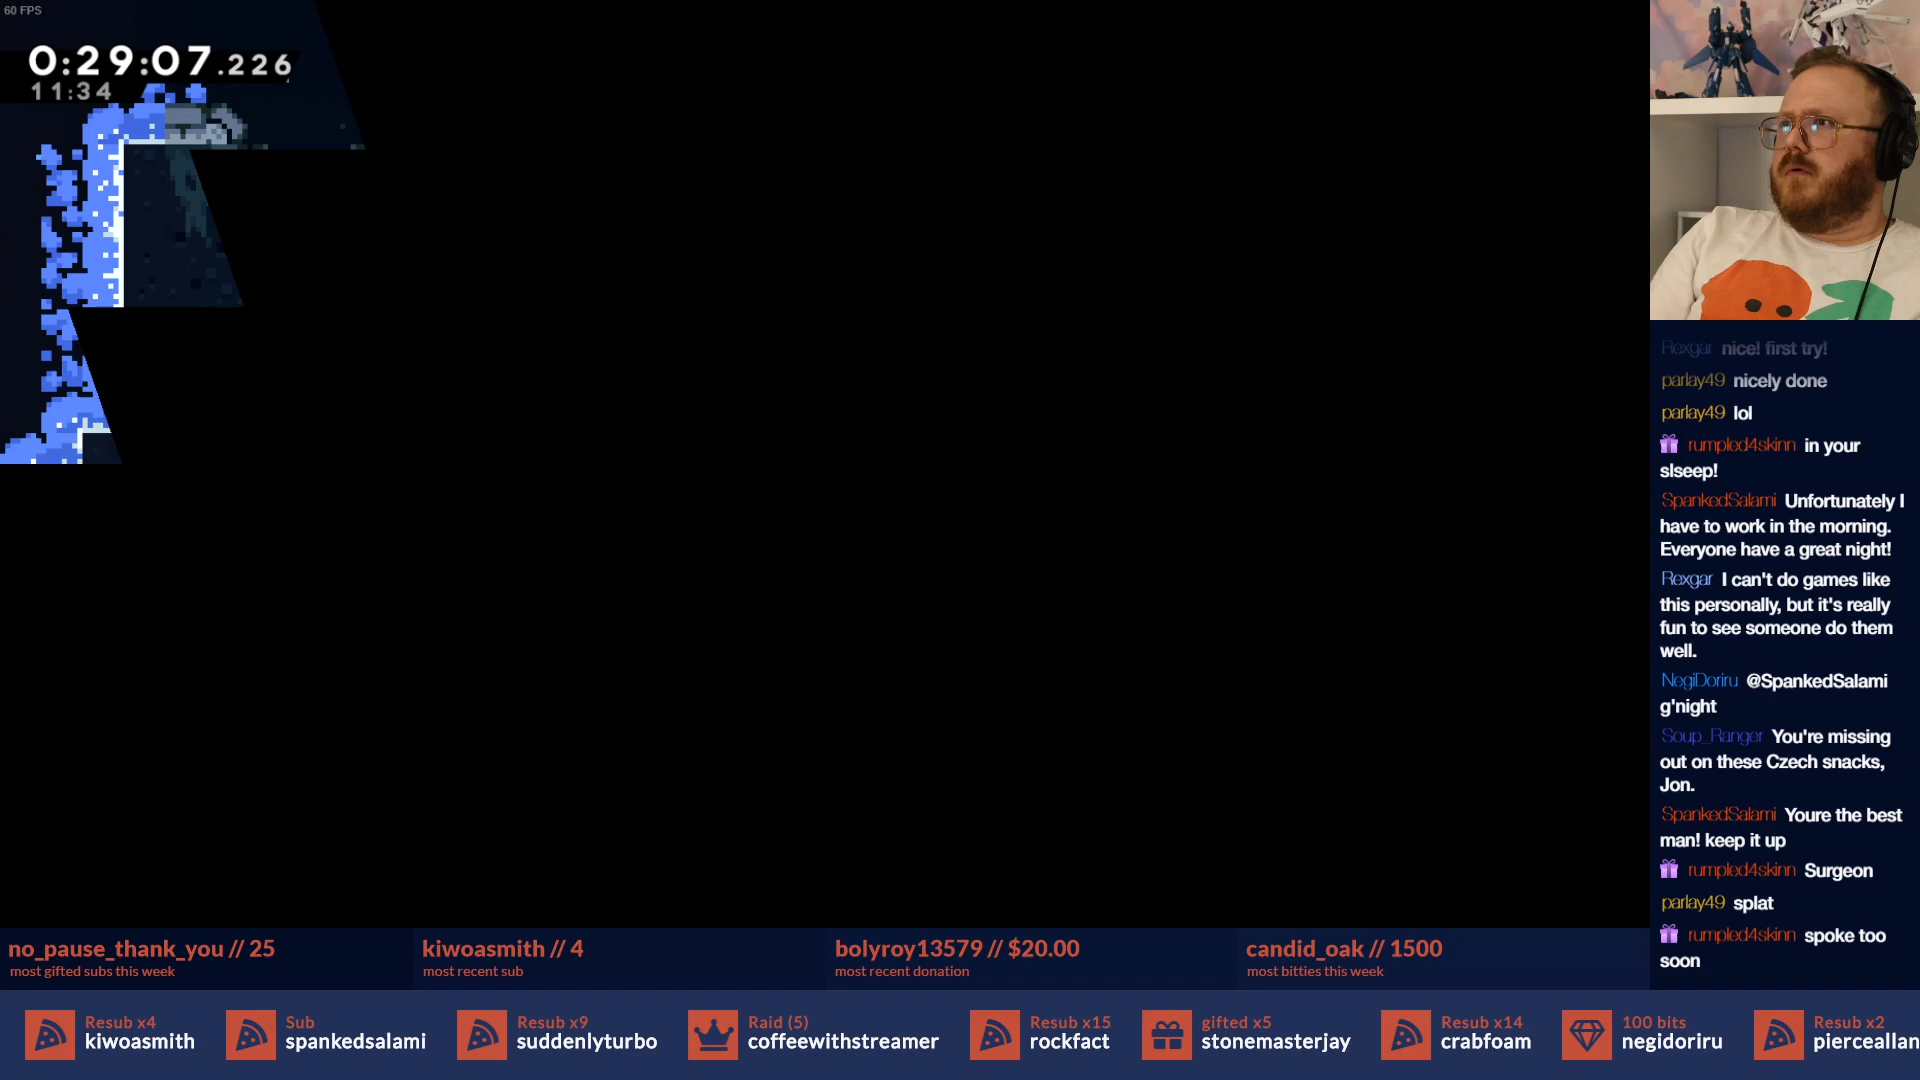 60 FPS
0:29:07.226
11:34
Rexgar nice! first try!
parlay49 nicely done
parlay49 lol
rumpled4skinn in your
slseep!
SpankedSalami Unfortunately I
have to work in the morning.
Everyone have a great night!
Rexgar I can't do games like
this personally, but it's really
fun to see someone do them
well.
NegiDoriru @SpankedSalami
g'night
Soup_Ranger You're missing
out on these Czech snacks,
Jon.
SpankedSalami Youre the best
man! keep it up
rumpled4skinn Surgeon
parlay49 splat
rumpled4skinn spoke too
soon
no_pause_thank_you // 25
most gifted subs this week
kiwoasmith // 4
most recent sub
bolyroy13579 // $20.00
most recent donation
candid_oak // 1500
most bitties this week
Resub x4
kiwoasmith
Sub
spankedsalami
Resub x9
suddenlyturbo
Raid (5)
coffeewithstreamer
Resub x15
rockfact
gifted x5
stonemasterjay
Resub x14
crabfoam
100 bits
negidoriru
Resub x2
pierceallan